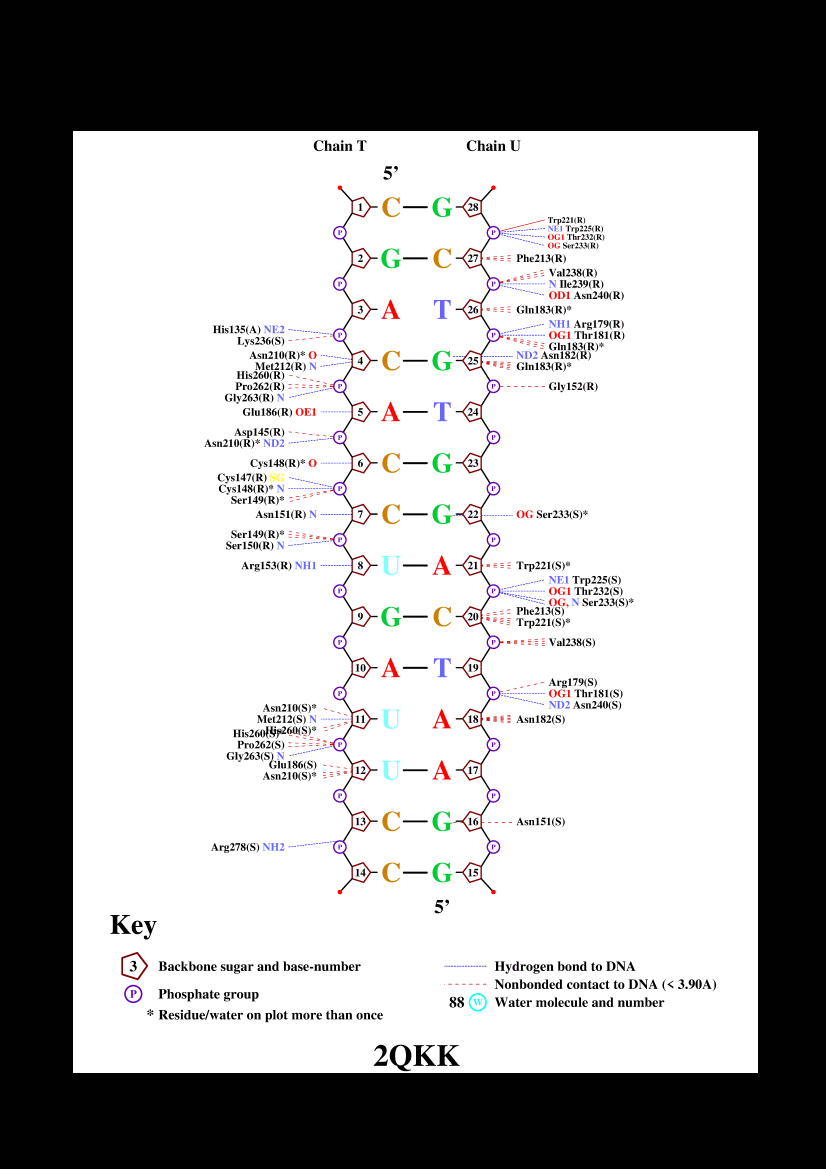 Chain T Chain U
5’
1 C G 28
Trp221(R)
P P NE1 Trp225(R)
OG1 Thr232(R)
OG Ser233(R)
2 G C 27 Phe213(R)
Val238(R)
P P N Ile239(R)
OD1 Asn240(R)
3 A T 26 Gln183(R)*
NH1 Arg179(R)
His135(A) NE2 P P OG1 Thr181(R)
Lys236(S) Gln183(R)*
Asn210(R)* O ND2 Asn182(R)
4 C G 25
Met212(R) N Gln183(R)*
His260(R)
Pro262(R) P P Gly152(R)
Gly263(R) N
Glu186(R) OE1 5 A T 24
Asp145(R)
P P
Asn210(R)* ND2
Cys148(R)* O 6 C G 23
Cys147(R) SG
Cys148(R)* N P P
Ser149(R)*
Asn151(R) N 7 C G 22 OG Ser233(S)*
Ser149(R)*
P P
Ser150(R) N
Arg153(R) NH1 8 U A 21 Trp221(S)*
NE1 Trp225(S)
P P OG1 Thr232(S)
OG, N Ser233(S)*
Phe213(S)
9 G C 20
Trp221(S)*
P P Val238(S)
10 A T 19
Arg179(S)
P P OG1 Thr181(S)
ND2 Asn240(S)
Asn210(S)*
Met212(S) N 11 U A 18 Asn182(S)
His260(S)*
His260(S)*
Pro262(S) P P
Gly263(S) N
Glu186(S)
12 U A 17
Asn210(S)*
P P
13 C G 16 Asn151(S)
Arg278(S) NH2 P P
14 C G 15
5’
Key
3 Backbone sugar and base-number
P Phosphate group
* Residue/water on plot more than once
Hydrogen bond to DNA
Nonbonded contact to DNA (< 3.90A)
88 W Water molecule and number
2QKK